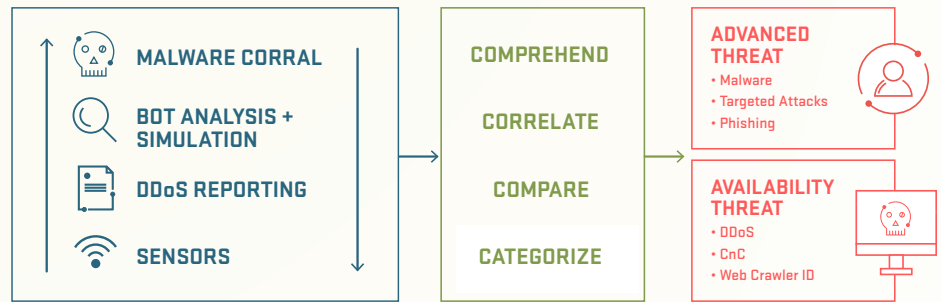 MALWARE CORRAL
BOT ANALYSIS +
SIMULATION
DDoS REPORTING
SENSORS
COMPREHEND
CORRELATE
COMPARE
CATEGORIZE
ADVANCED
THREAT
• Malware
• Targeted Attacks
• Phishing
AVAILABILITY
THREAT
• DDoS
• CnC
• Web Crawler ID